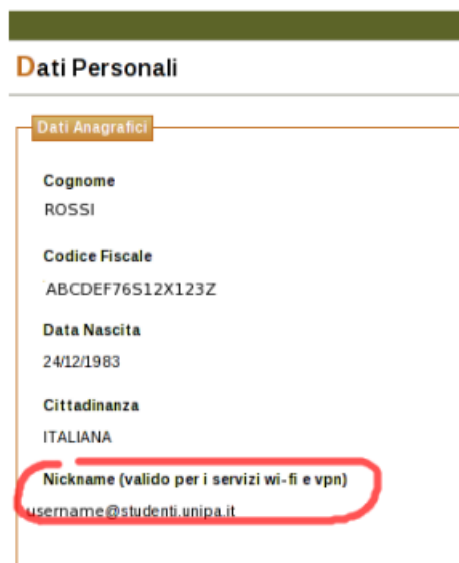 Dati Personali
Dati Anagrafici
Cognome
ROSSI
Codice Fiscale
ABCDEF76S12X123Z
Data Nascita
24/12/1983
Cittadinanza
ITALIANA
Nickname (valido per i servizi wi-fi e vpn)
username@studenti.unipa.it